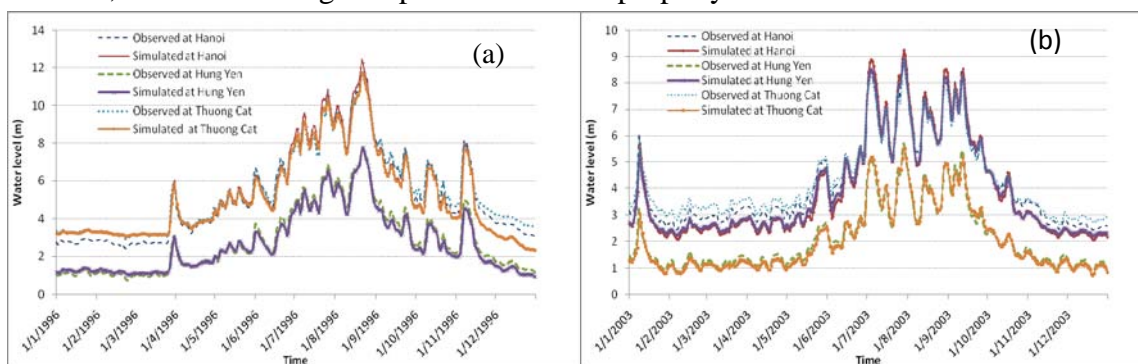 (a)
14
12
10
8
6
4
2
0
Water level (m)
Observed at Hanoi
Simulated at Hanoi
Observed at Hung Yen
Simulated at Hung Yen
Observed at Thuong Cat
Simulated at Thuong Cat
1/1/1996
1/2/1996
1/3/1996
1/4/1996
1/5/1996
1/6/1996
1/7/1996
1/8/1996
1/9/1996
1/10/1996
1/11/1996
1/12/1996
Time
(b)
10
9
8
7
6
5
4
3
2
1
0
Water level (m)
Observed at Hanoi
Simulated at Hanoi
Observed at Hung Yen
Simulated at Hung Yen
Observed at Thuong Cat
Simulated at Thuong Cat
1/1/2003
1/2/2003
1/3/2003
1/4/2003
1/5/2003
1/6/2003
1/7/2003
1/8/2003
1/9/2003
1/10/2003
1/11/2003
1/12/2003
Time